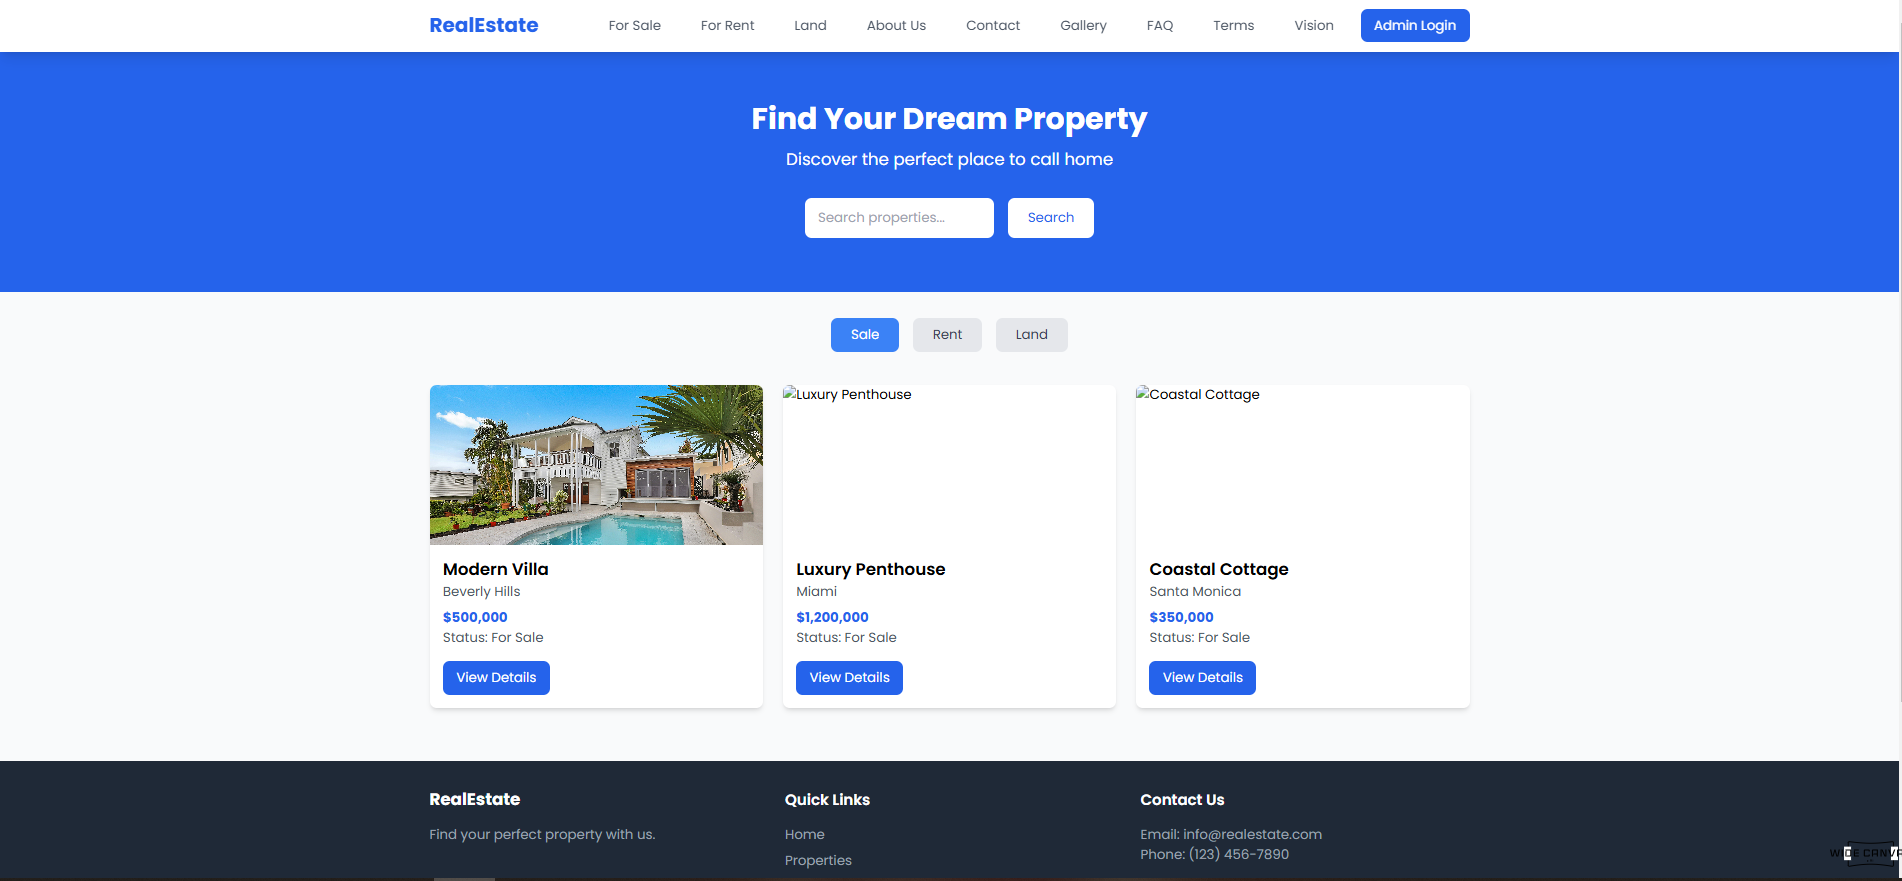 RealEstate
For Sale
For Rent
Land
About Us
Contact
Gallery
FAQ
Terms
Vision
Admin Login
Find Your Dream Property
Discover the perfect place to call home
Search properties...
Search
Sale
Rent
Land
Luxury Penthouse
Coastal Cottage
Modern Villa
Beverly Hills
$500,000
Status: For Sale
View Details
Luxury Penthouse
Miami
$1,200,000
Status: For Sale
View Details
Coastal Cottage
Santa Monica
$350,000
Status: For Sale
View Details
RealEstate
Find your perfect property with us.
Quick Links
Home
Properties
Contact Us
Email: info@realestate.com
Phone: (123) 456-7890